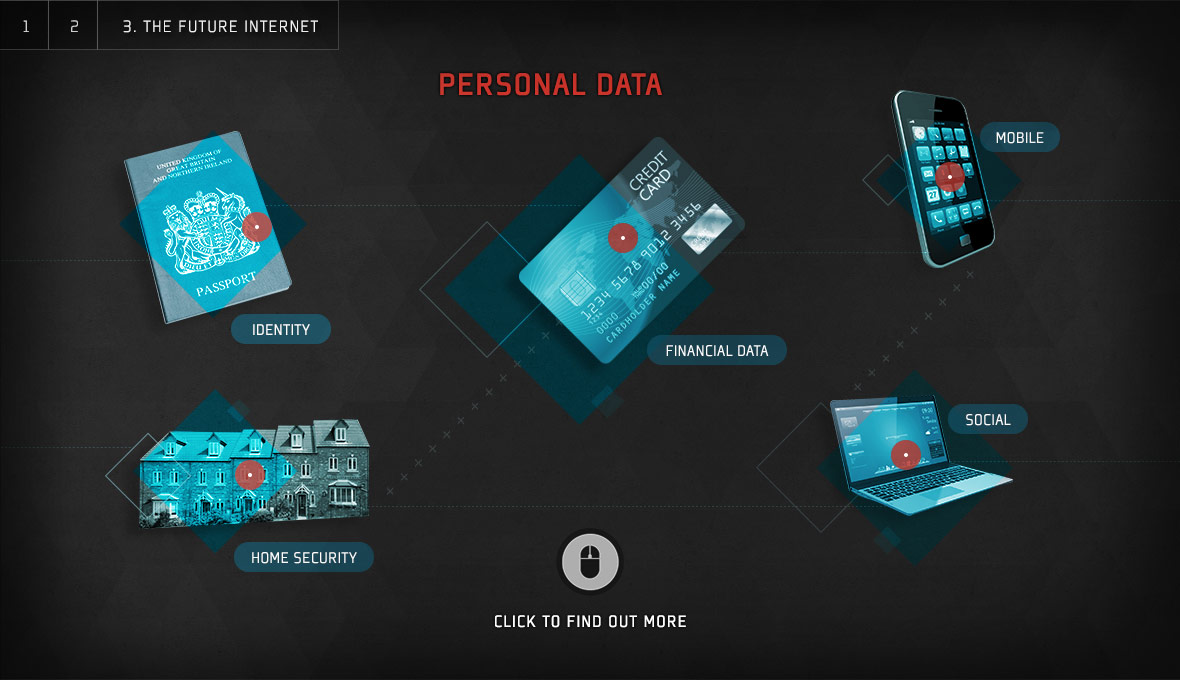 1
2
3. THE FUTURE INTERNET
PERSONAL DATA
UNITED KINGDOM OF
GREAT BRITAIN
AND NORTHERN IRELAND
PASSPORT
IDENTITY
CREDIT
CARD
1234 5678 9012 3456
0000
00/00
CARDHOLDER NAME
FINANCIAL DATA
MOBILE
27
HOME SECURITY
SOCIAL
CLICK TO FIND OUT MORE